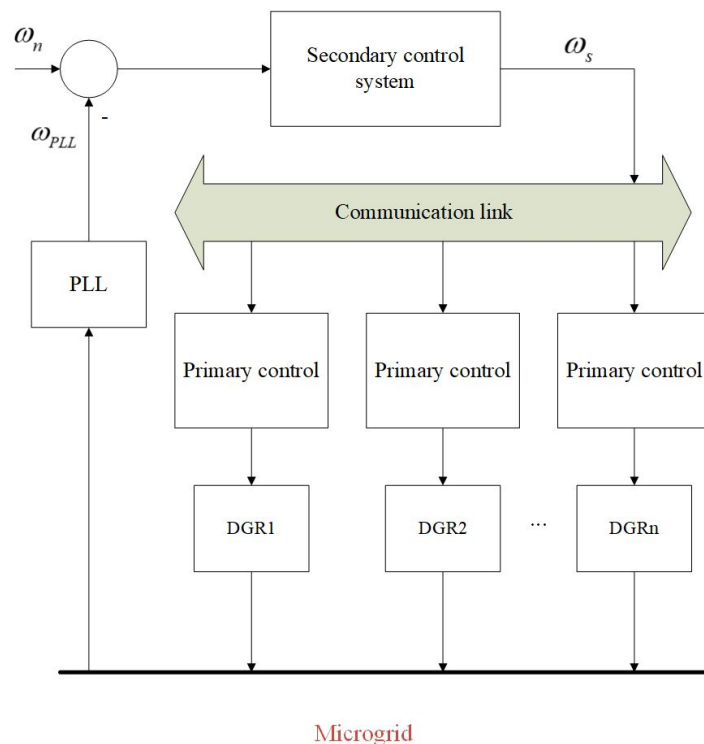 ω_n
Secondary control
system
ω_s
-
ω_PLL
Communication link
PLL
Primary control
Primary control
Primary control
DGR1
DGR2
...
DGRn
Microgrid